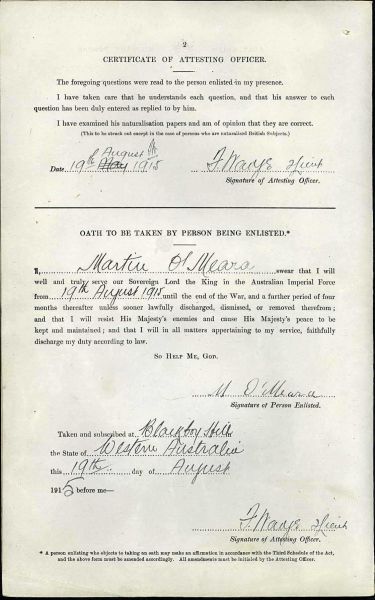 2
CERTIFICATE OF ATTESTING OFFICER.
The foregoing questions were read to the person enlisted in my presence.
I have taken care that he understands each question, and that his answer to each
question has been duly entered as replied to by him.
I have examined his naturalisation papers and am of opinion that they are correct.
(This to be struck out except in the case of persons who are naturalized British Subjects.)
August
Date 19th May 1915
Lieut
Signature of Attesting Officer.
OATH TO BE TAKEN BY PERSON BEING ENLISTED.*
I, Martin O'Meara swear that I will
well and truly serve our Sovereign Lord the King in the Australian Imperial Force
from 19th August 1915 until the end of the War, and a further period of four
months thereafter unless sooner lawfully discharged, dismissed, or removed therefrom;
and that I will resist His Majesty's enemies and cause His Majesty's peace to be
kept and maintained; and that I will in all matters appertaining to my service, faithfully
discharge my duty according to law.
SO HELP ME, GOD.
M O'Meara
Signature of Person Enlisted.
Taken and subscribed at Blackboy Hill
the State of Western Australia
this 19th day of August
1915 before me—
Lieut
Signature of Attesting Officer.
* A person enlisting who objects to taking an oath may make an affirmation in accordance with the Third Schedule of the Act,
and the above form must be amended accordingly. All amendments must be initialed by the Attesting Officer.